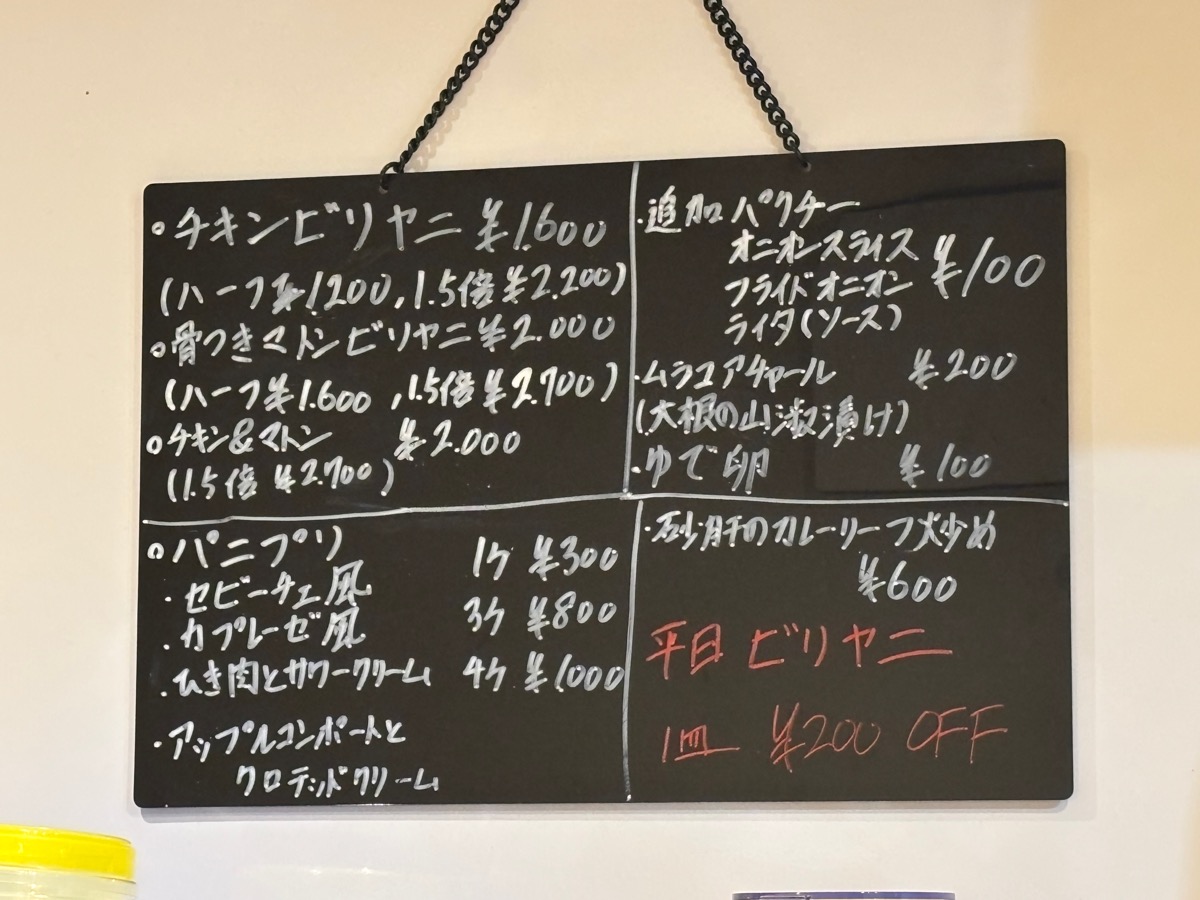 ○チキンビリヤニ ¥1.600
(ハーフ¥1200, 1.5倍¥2.200)
○骨つきマトンビリヤニ¥2.000
(ハーフ¥1.600 , 1.5倍¥2.700)
○チキン&マトン ¥2.000
(1.5倍 ¥2.700)
・追加パクチー
オニオンスライス
フライドオニオン ¥100
ライタ(ソース)
・ムラコアチャール ¥200
(大根の山椒漬け)
・ゆで卵 ¥100
○パニプリ 1ケ ¥300
・セビーチェ風
・カプレーゼ風 3ケ ¥800
・ひき肉とサワークリーム 4ケ ¥1000
・アップルコンポートと
クロテッドクリーム
・砂肝のカレーリーフ炒め
¥600
平日 ビリヤニ
1皿 ¥200 OFF